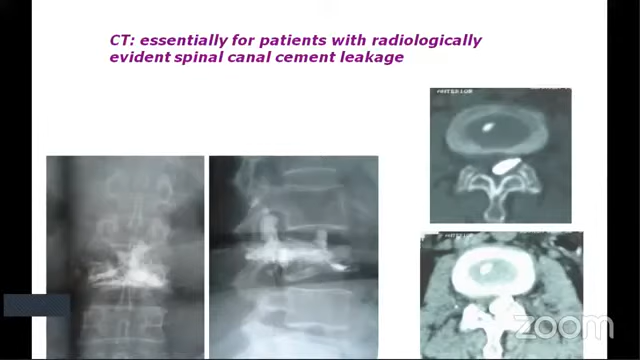 CT: essentially for patients with radiologically
evident spinal canal cement leakage
zoom